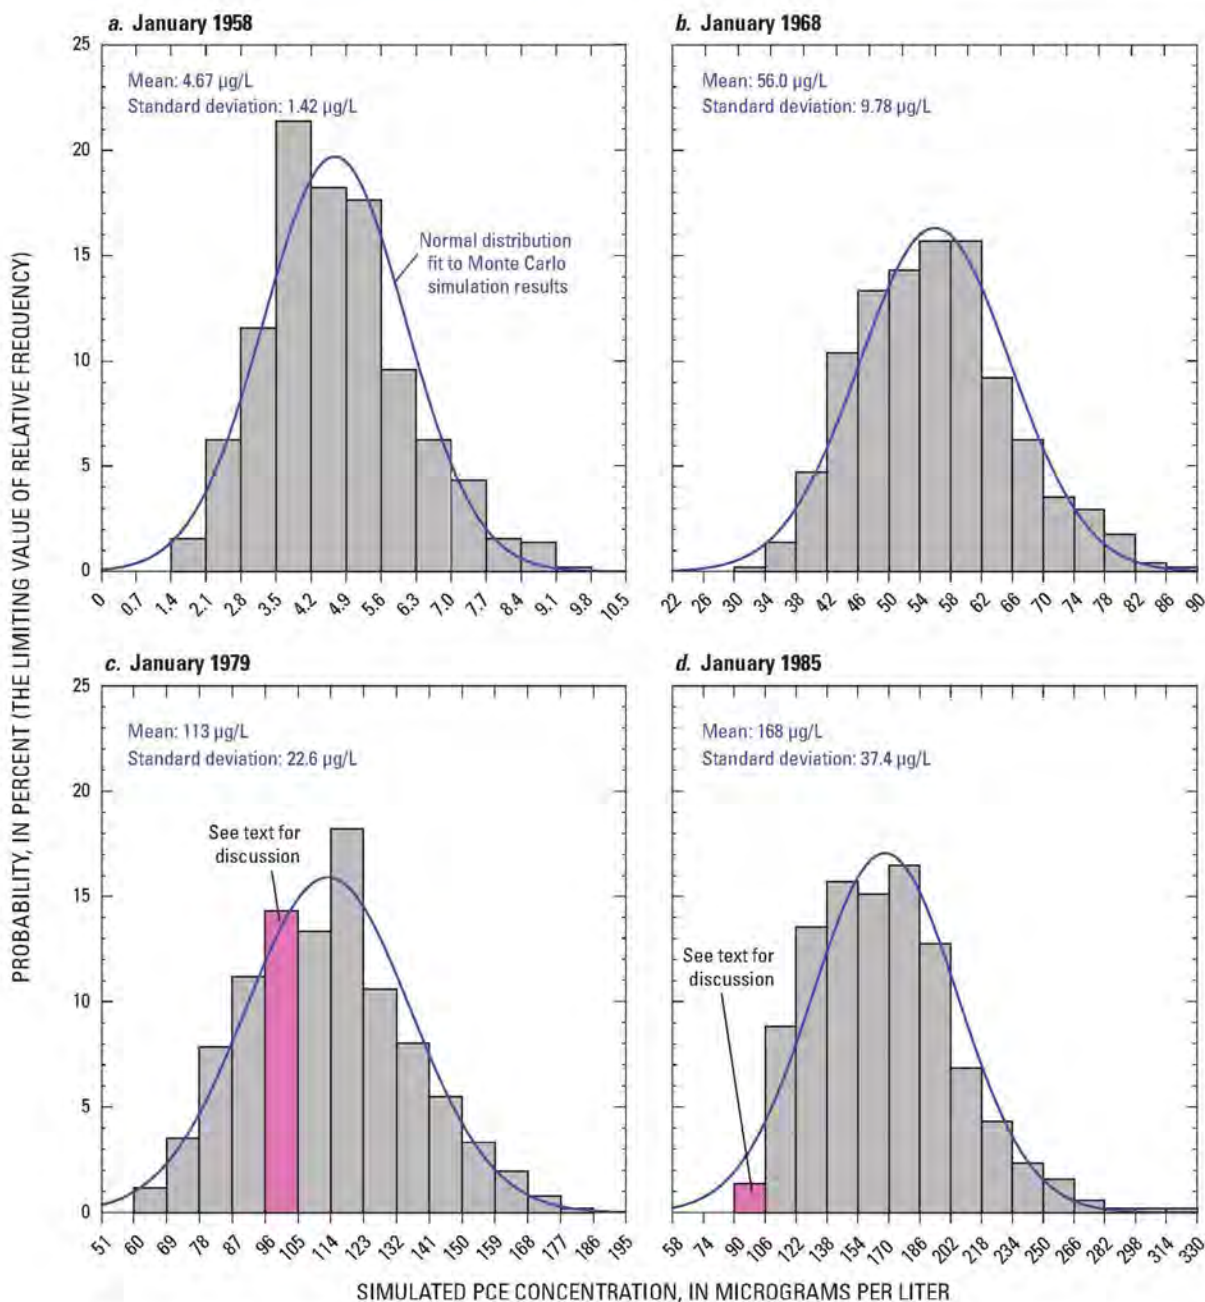 a. January 1958
25
20
15
10
5
0
Mean: 4.67 µg/L
Standard deviation: 1.42 µg/L
Normal distribution
fit to Monte Carlo
simulation results
0 0.7 1.4 2.1 2.8 3.5 4.2 4.9 5.6 6.3 7.0 7.7 8.4 9.1 9.8 10.5
b. January 1968
Mean: 56.0 µg/L
Standard deviation: 9.78 µg/L
22 26 30 34 38 42 46 50 54 58 62 66 70 74 78 82 86 90
PROBABILITY, IN PERCENT (THE LIMITING VALUE OF RELATIVE FREQUENCY)
c. January 1979
25
20
15
10
5
0
Mean: 113 µg/L
Standard deviation: 22.6 µg/L
See text for
discussion
51 60 69 78 87 96 105 114 123 132 141 150 159 168 177 186 195
d. January 1985
Mean: 168 µg/L
Standard deviation: 37.4 µg/L
See text for
discussion
58 74 90 106 122 138 154 170 186 202 218 234 250 266 282 298 314 330
SIMULATED PCE CONCENTRATION, IN MICROGRAMS PER LITER